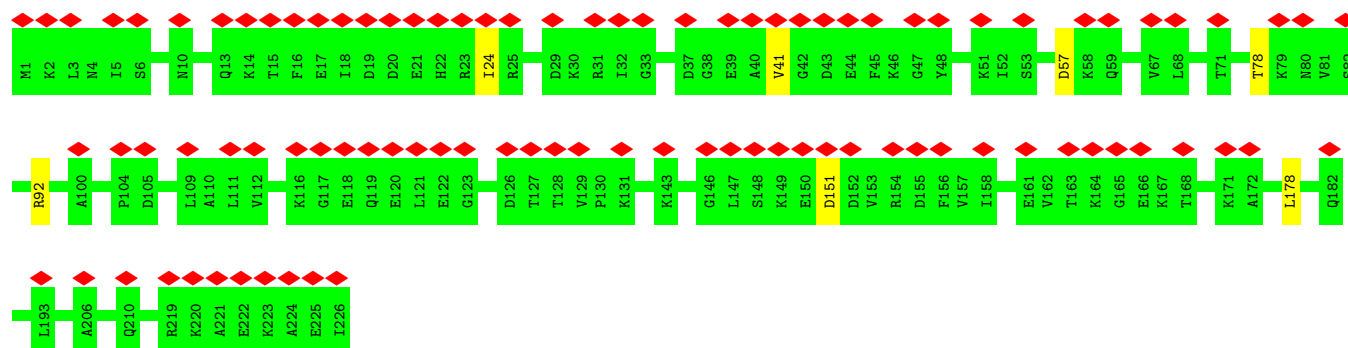 M1 K2 L3 N4 I5 S6 N10 Q13 K14 T15 F16 E17 I18 D19 D20 E21 H22 R23 I24 R25 D29 K30 R31 I32 G33 D37 G38 E39 A40 V41 G42 D43 E44 F45 K46 G47 Y48 K51 I52 S53 D57 K58 Q59 V67 L68 T71 T78 K79 N80 V81
R92 A100 P104 D105 L109 A110 L111 V112 K116 G117 E118 Q119 E120 L121 E122 G123 D126 T127 T128 V129 P130 K131 K143 G146 L147 S148 K149 E150 D151 D152 V153 R154 D155 F156 V157 I158 E161 V162 T163 K164 G165 E166 K167 T168 K171 A172 L178 Q182
L193 A206 Q210 R219 K220 A221 E222 K223 A224 E225 I226